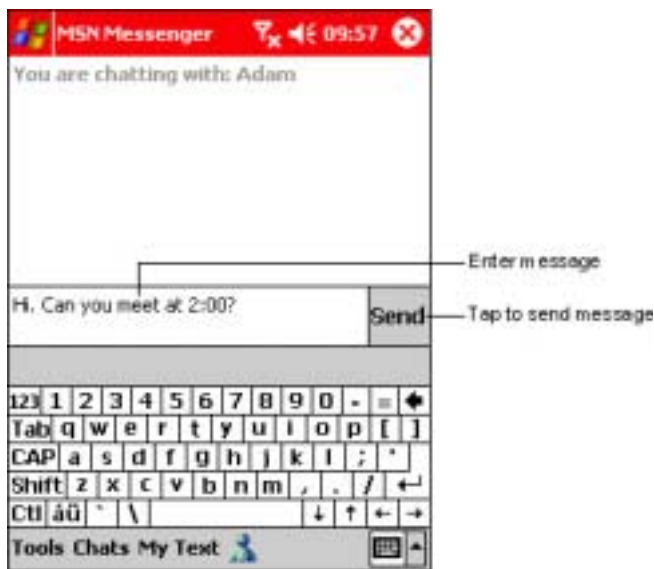 MSN Messenger 09:57
You are chatting with: Adam
Enter message
Hi. Can you meet at 2:00?
Send
Tap to send message
123 1 2 3 4 5 6 7 8 9 0 - =
Tab q w e r t y u i o p [ ]
CAP a s d f g h j k l ; '
Shift z x c v b n m , . /
Ctl áü ` \
Tools Chats My Text